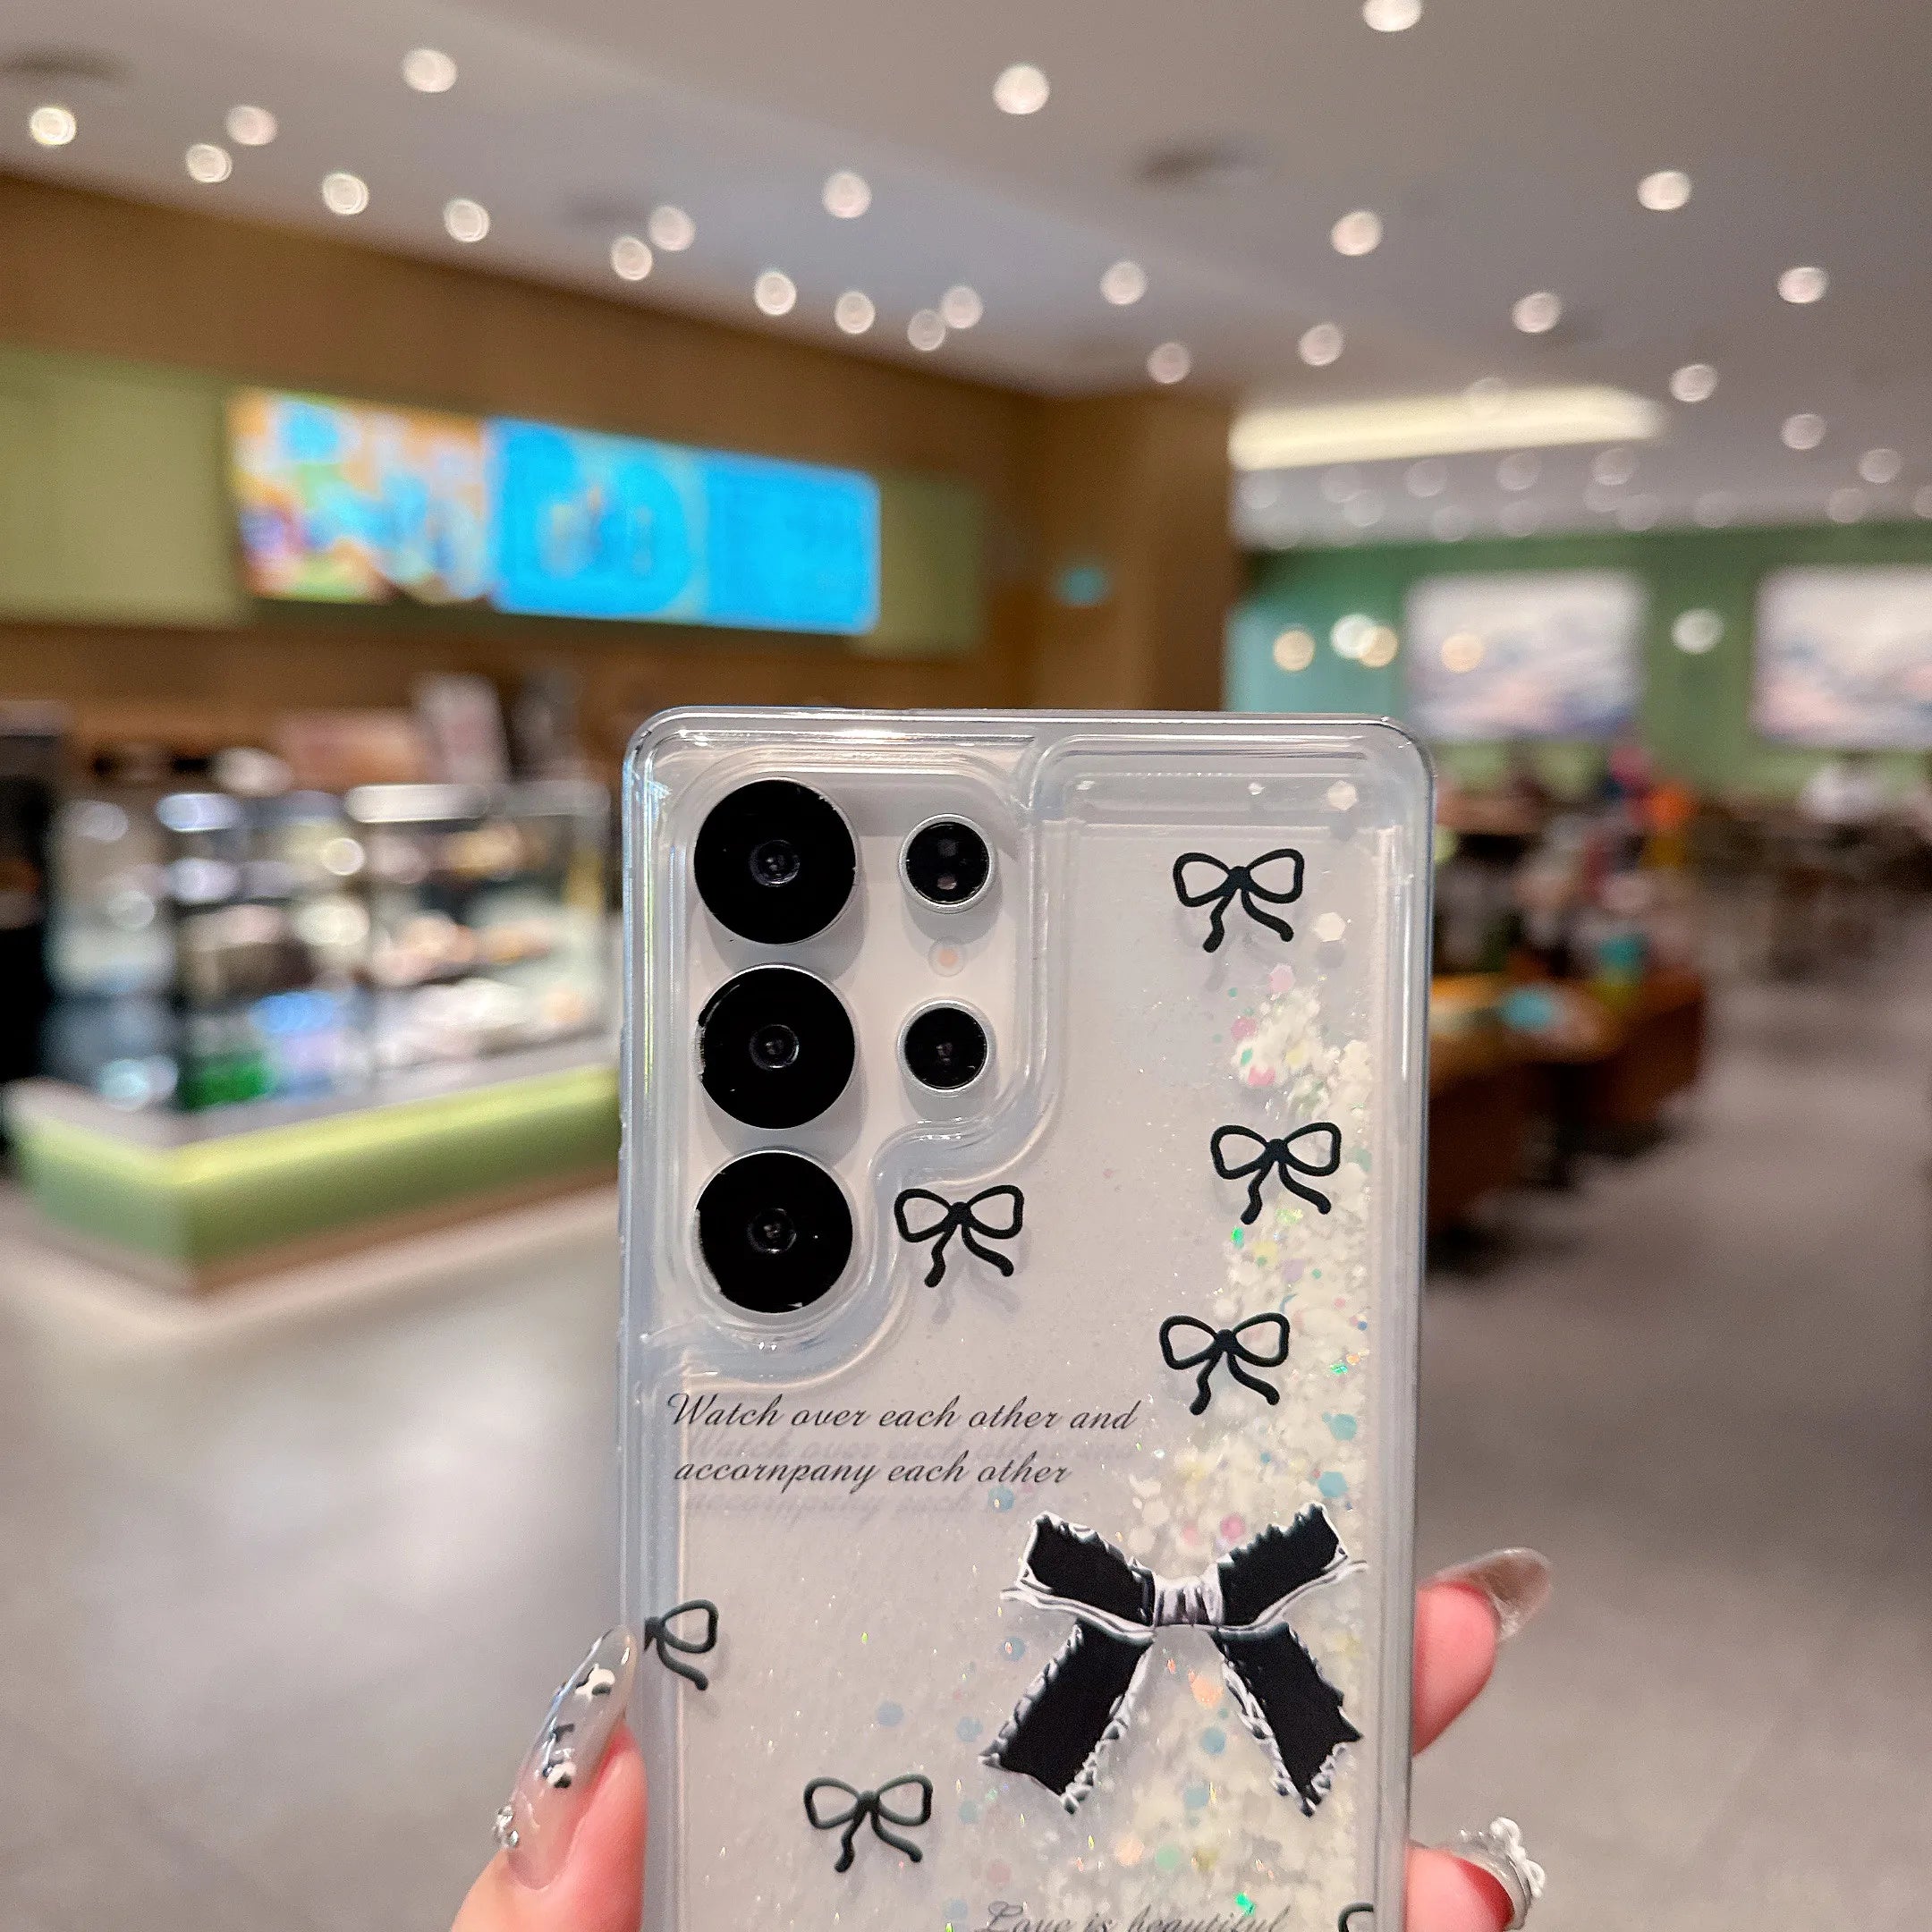 Watch over each other and
accornpany each other
Love is beautiful